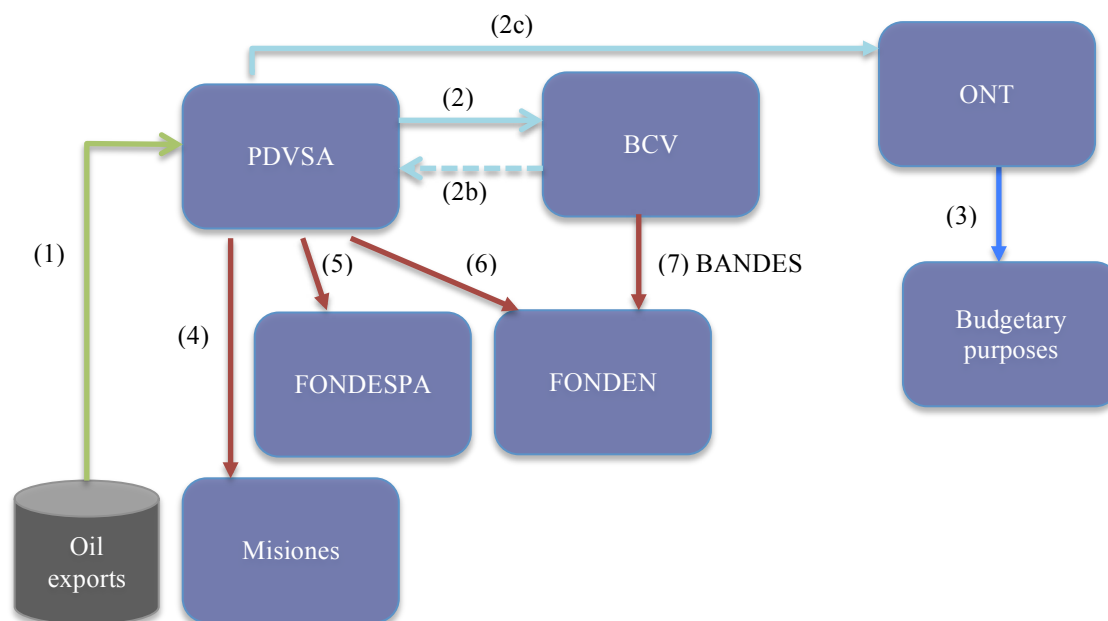 (2c)
ONT
(2)
PDVSA
BCV
(2b)
(3)
(1)
(5)
(6)
(7) BANDES
(4)
Budgetary
purposes
FONDESPA
FONDEN
Oil
exports
Misiones